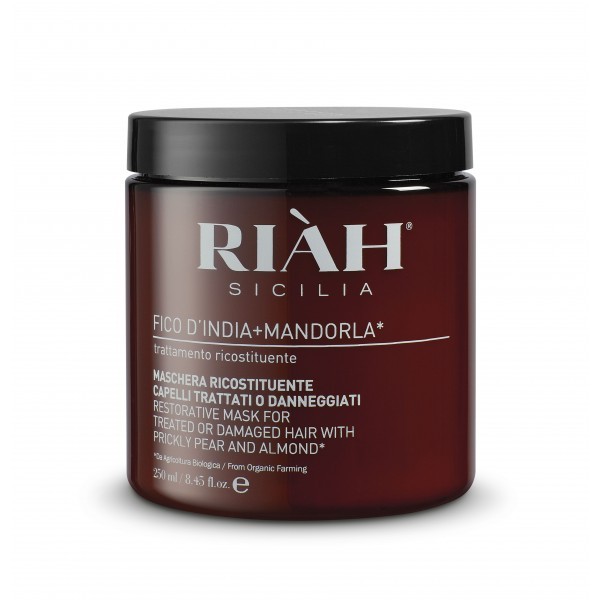 RIÀH®
SICILIA
FICO D'INDIA+MANDORLA*
trattamento ricostituente
MASCHERA RICOSTITUENTE
CAPELLI TRATTATI O DANNEGGIATI
RESTORATIVE MASK FOR
TREATED OR DAMAGED HAIR WITH
PRICKLY PEAR AND ALMOND*
*Da Agricoltura Biologica / From Organic Farming
250 ml / 8.45 fl.oz. ℮